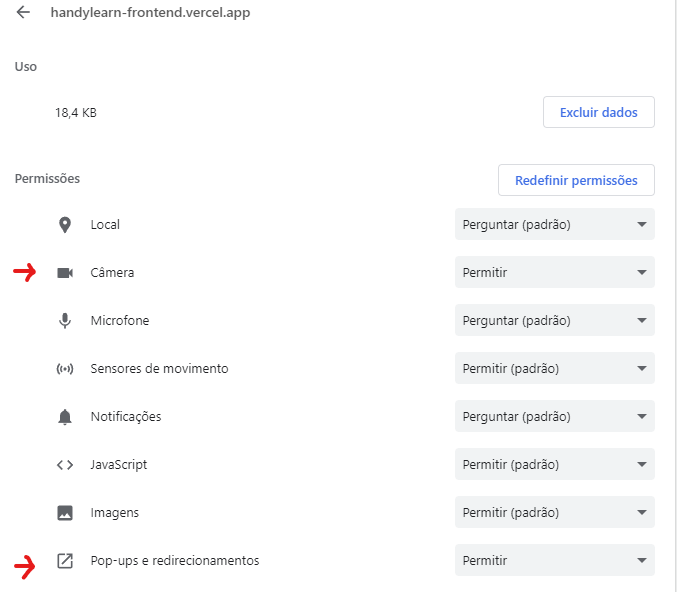 handylearn-frontend.vercel.app
Uso
18,4 KB
Excluir dados
Permissões
Redefinir permissões
Local
Perguntar (padrão)
Câmera
Permitir
Microfone
Perguntar (padrão)
Sensores de movimento
Permitir (padrão)
Notificações
Perguntar (padrão)
JavaScript
Permitir (padrão)
Imagens
Permitir (padrão)
Pop-ups e redirecionamentos
Permitir